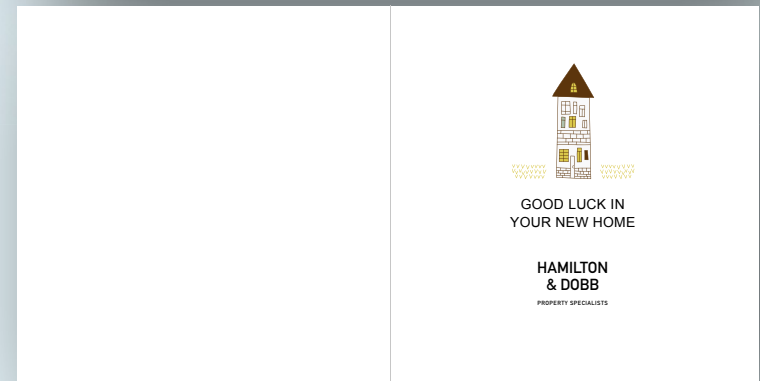 GOOD LUCK IN
YOUR NEW HOME
HAMILTON
& DOBB
PROPERTY SPECIALISTS